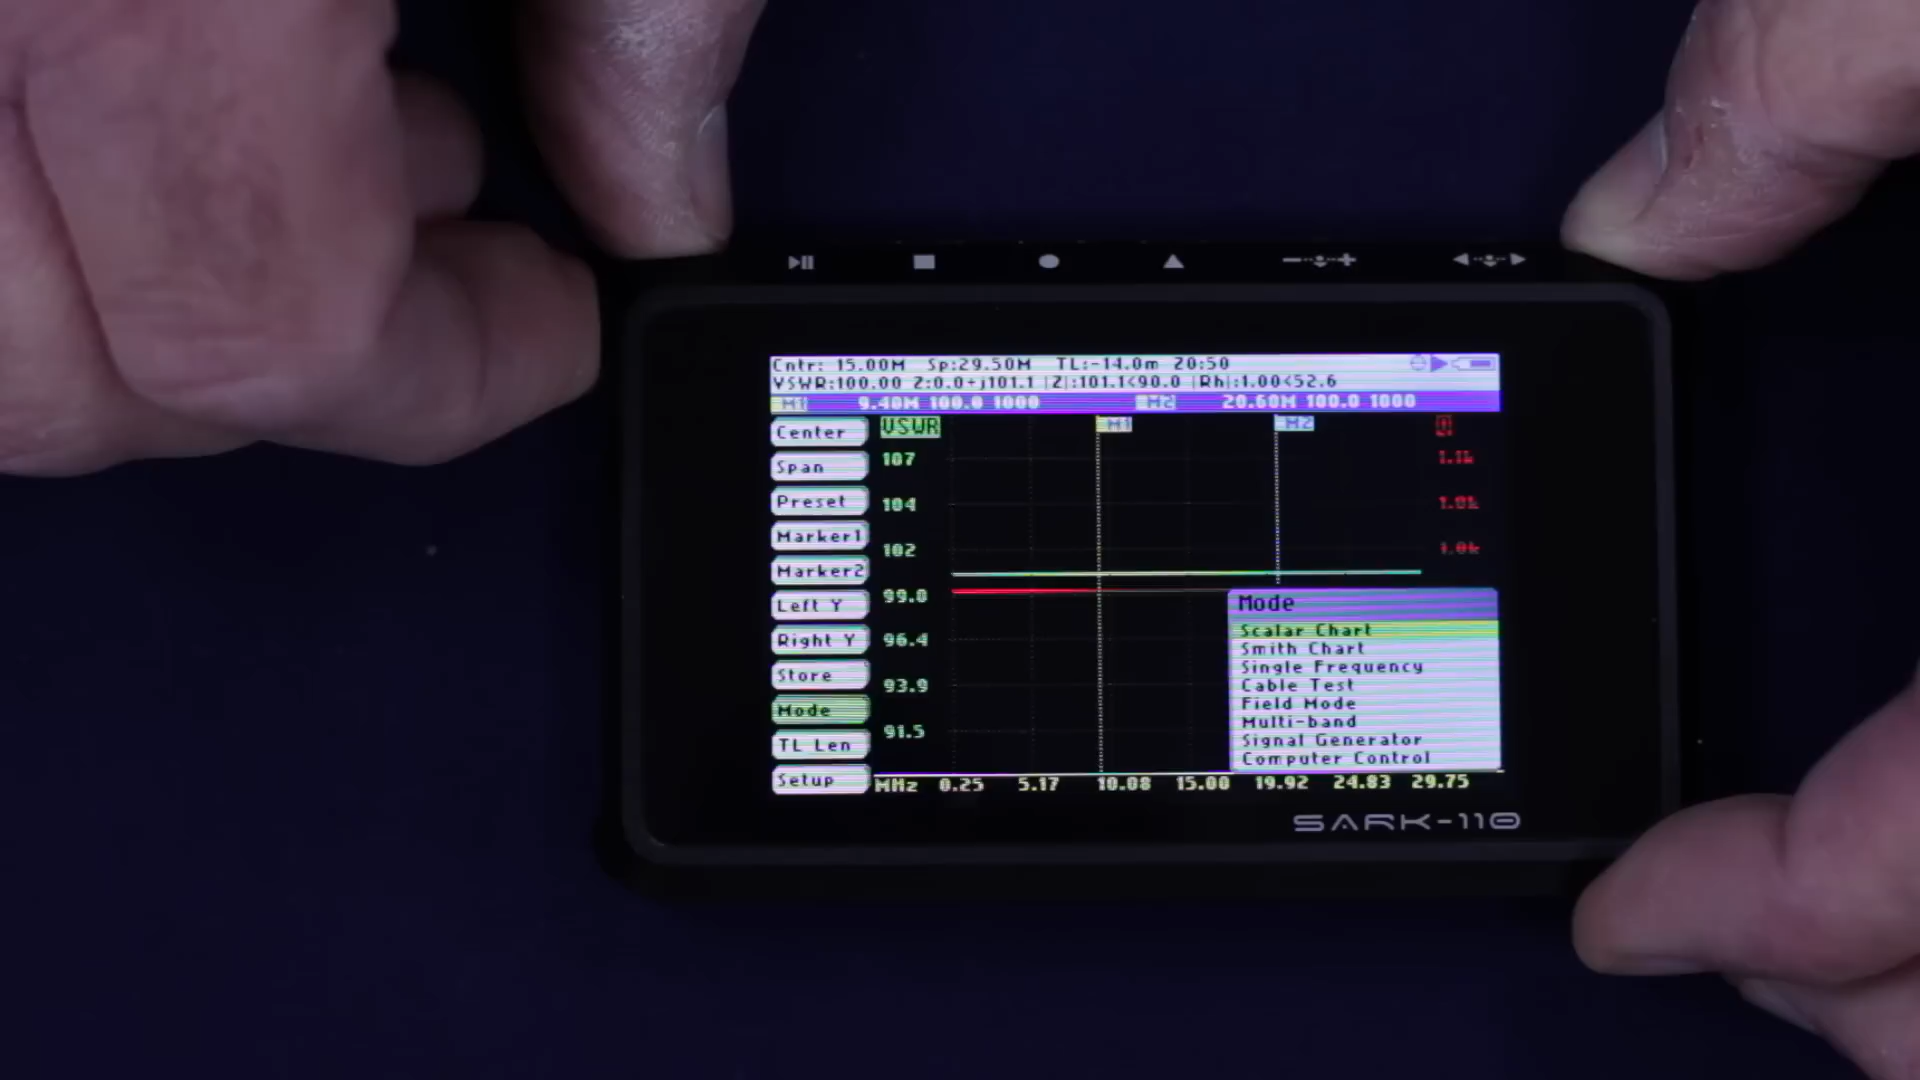 Cntr: 15.00M Sp:29.50M TL:-14.0m 20:50
VSWR:100.00 Z:0.0+j101.1 |Z|:101.1<90.0 |Rh|:1.00<52.6
M1 9.40M 100.0 1000 M2 20.60M 100.0 1000
Center
Span
Preset
Marker1
Marker2
Left Y
Right Y
Store
Mode
TL Len
Setup
VSWR
107
104
102
99.0
96.4
93.9
91.5
M1
M2
1.1k
1.0k
1.0k
Mode
Scalar Chart
Smith Chart
Single Frequency
Cable Test
Field Mode
Multi-band
Signal Generator
Computer Control
MHz 0.25 5.17 10.08 15.00 19.92 24.83 29.75
SARK-110